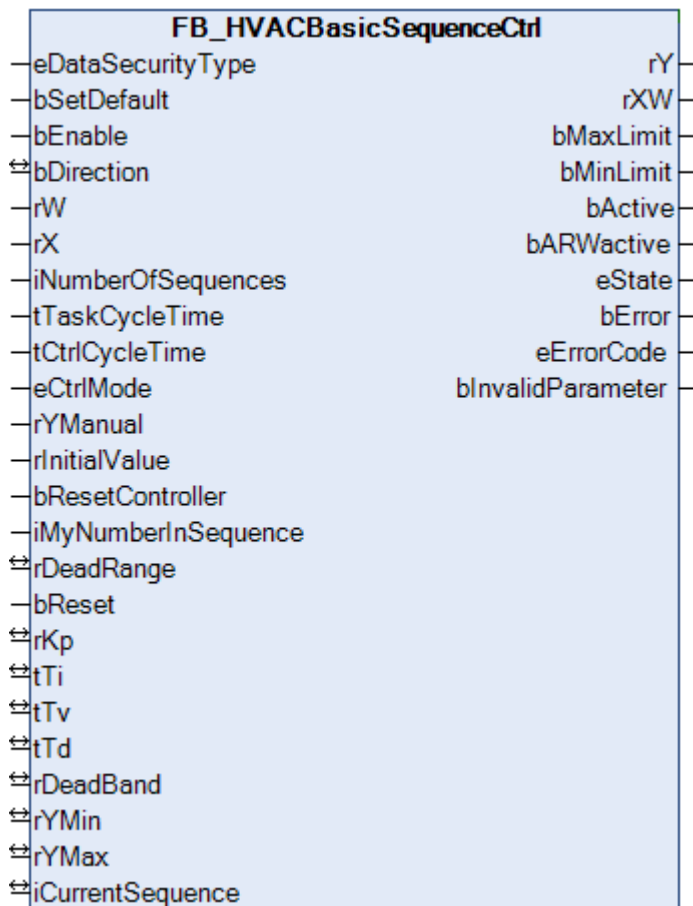 FB_HVACBasicSequenceCtrl
eDataSecurityType rY
bSetDefault rXW
bEnable bMaxLimit
bDirection bMinLimit
rW bActive
rX bARWactive
iNumberOfSequences eState
tTaskCycleTime bError
tCtrlCycleTime eErrorCode
eCtrlMode bInvalidParameter
rYManual
rInitialValue
bResetController
iMyNumberInSequence
rDeadRange
bReset
rKp
tTi
tTv
tTd
rDeadBand
rYMin
rYMax
iCurrentSequence